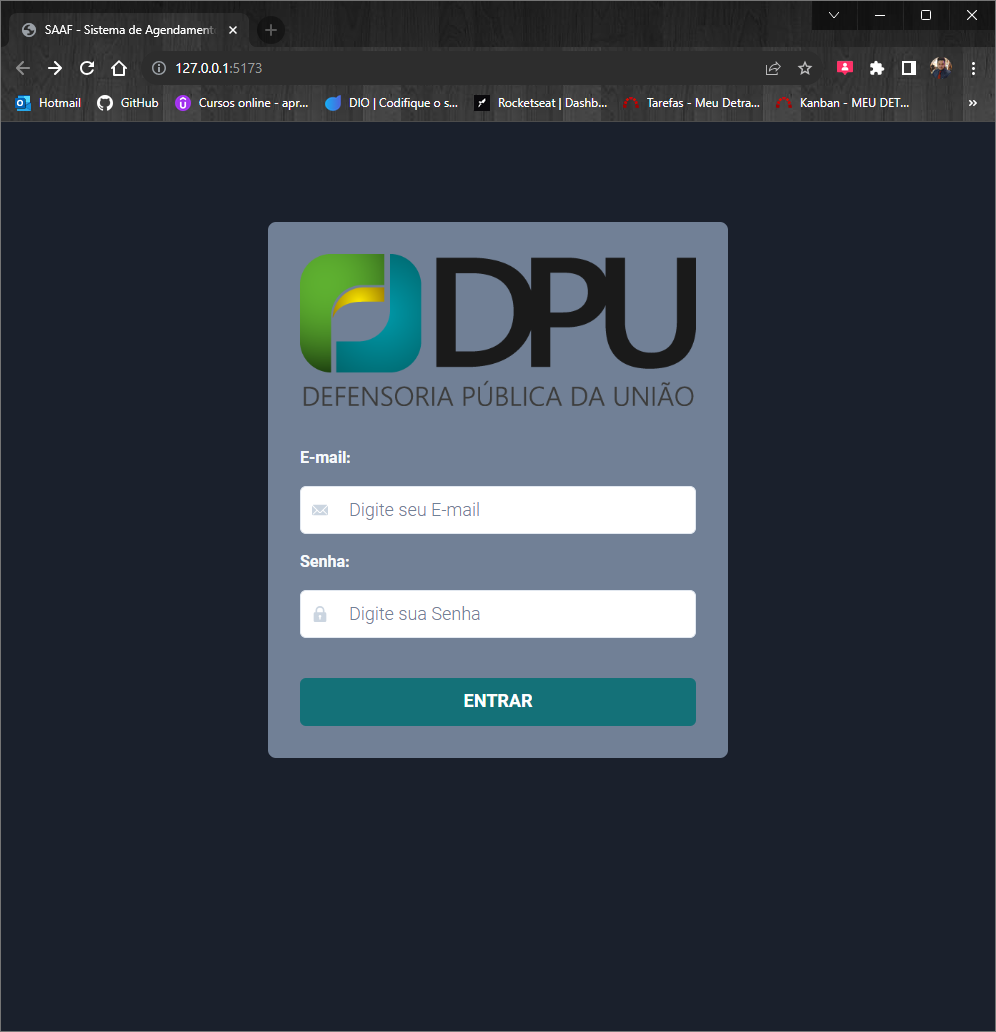 SAAF - Sistema de Agendament
127.0.0.1:5173
Hotmail
GitHub
Cursos online - apr...
DIO | Codifique o s...
Rocketseat | Dashb...
Tarefas - Meu Detra...
Kanban - MEU DET...
»
DPU
DEFENSORIA PÚBLICA DA UNIÃO
E-mail:
Digite seu E-mail
Senha:
Digite sua Senha
ENTRAR